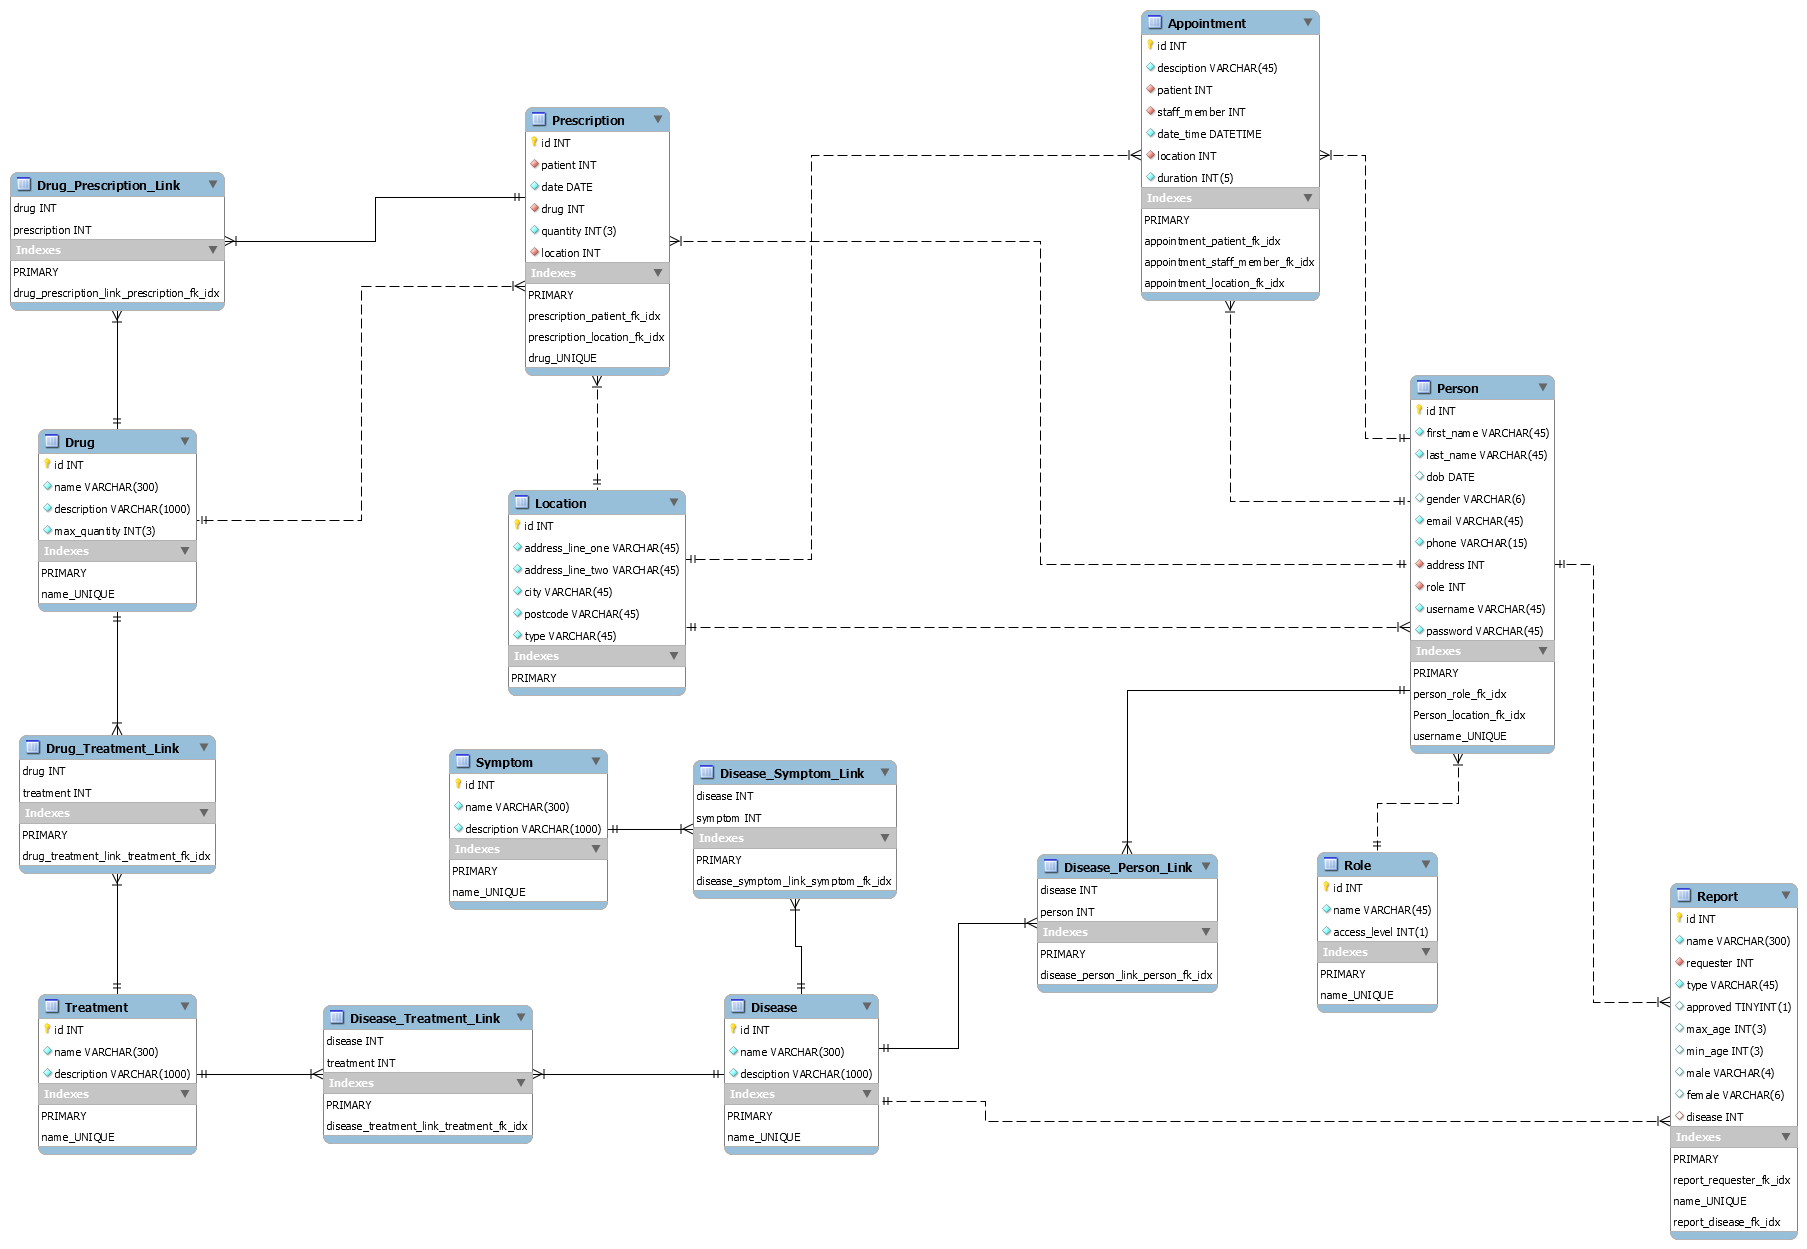 Appointment
id INT
desciption VARCHAR(45)
patient INT
staff_member INT
date_time DATETIME
location INT
duration INT(5)
Indexes
PRIMARY
appointment_patient_fk_idx
appointment_staff_member_fk_idx
appointment_location_fk_idx
Prescription
id INT
patient INT
date DATE
drug INT
quantity INT(3)
location INT
Indexes
PRIMARY
prescription_patient_fk_idx
prescription_location_fk_idx
drug_UNIQUE
Drug_Prescription_Link
drug INT
prescription INT
Indexes
PRIMARY
drug_prescription_link_prescription_fk_idx
Person
id INT
first_name VARCHAR(45)
last_name VARCHAR(45)
dob DATE
gender VARCHAR(6)
email VARCHAR(45)
phone VARCHAR(15)
address INT
role INT
username VARCHAR(45)
password VARCHAR(45)
Indexes
PRIMARY
person_role_fk_idx
Person_location_fk_idx
username_UNIQUE
Drug
id INT
name VARCHAR(300)
description VARCHAR(1000)
max_quantity INT(3)
Indexes
PRIMARY
name_UNIQUE
Location
id INT
address_line_one VARCHAR(45)
address_line_two VARCHAR(45)
city VARCHAR(45)
postcode VARCHAR(45)
type VARCHAR(45)
Indexes
PRIMARY
Drug_Treatment_Link
drug INT
treatment INT
Indexes
PRIMARY
drug_treatment_link_treatment_fk_idx
Symptom
id INT
name VARCHAR(300)
description VARCHAR(1000)
Indexes
PRIMARY
name_UNIQUE
Disease_Symptom_Link
disease INT
symptom INT
Indexes
PRIMARY
disease_symptom_link_symptom_fk_idx
Disease_Person_Link
disease INT
person INT
Indexes
PRIMARY
disease_person_link_person_fk_idx
Role
id INT
name VARCHAR(45)
access_level INT(1)
Indexes
PRIMARY
name_UNIQUE
Report
id INT
name VARCHAR(300)
requester INT
type VARCHAR(45)
approved TINYINT(1)
max_age INT(3)
min_age INT(3)
male VARCHAR(4)
female VARCHAR(6)
disease INT
Indexes
PRIMARY
report_requester_fk_idx
name_UNIQUE
report_disease_fk_idx
Treatment
id INT
name VARCHAR(300)
description VARCHAR(1000)
Indexes
PRIMARY
name_UNIQUE
Disease_Treatment_Link
disease INT
treatment INT
Indexes
PRIMARY
disease_treatment_link_treatment_fk_idx
Disease
id INT
name VARCHAR(300)
desciption VARCHAR(1000)
Indexes
PRIMARY
name_UNIQUE